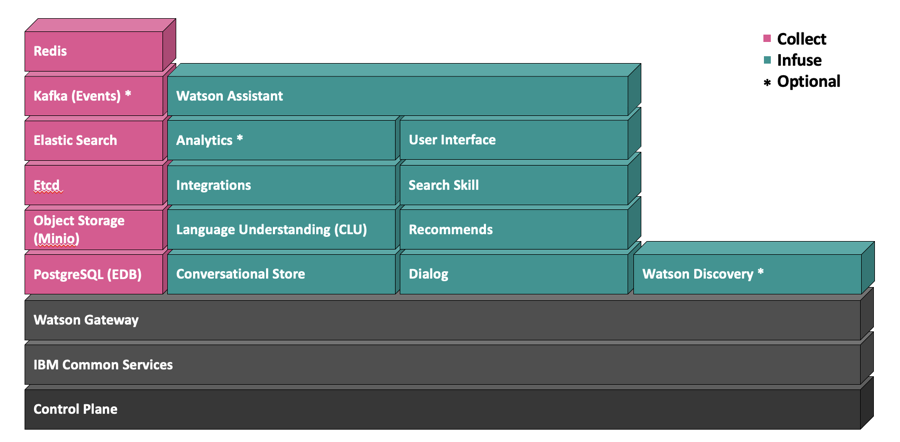 Redis
Collect
Infuse
* Optional
Kafka (Events) *
Watson Assistant
Elastic Search
Analytics *
User Interface
Etcd
Integrations
Search Skill
Object Storage
(Minio)
Language Understanding (CLU)
Recommends
PostgreSQL (EDB)
Conversational Store
Dialog
Watson Discovery *
Watson Gateway
IBM Common Services
Control Plane